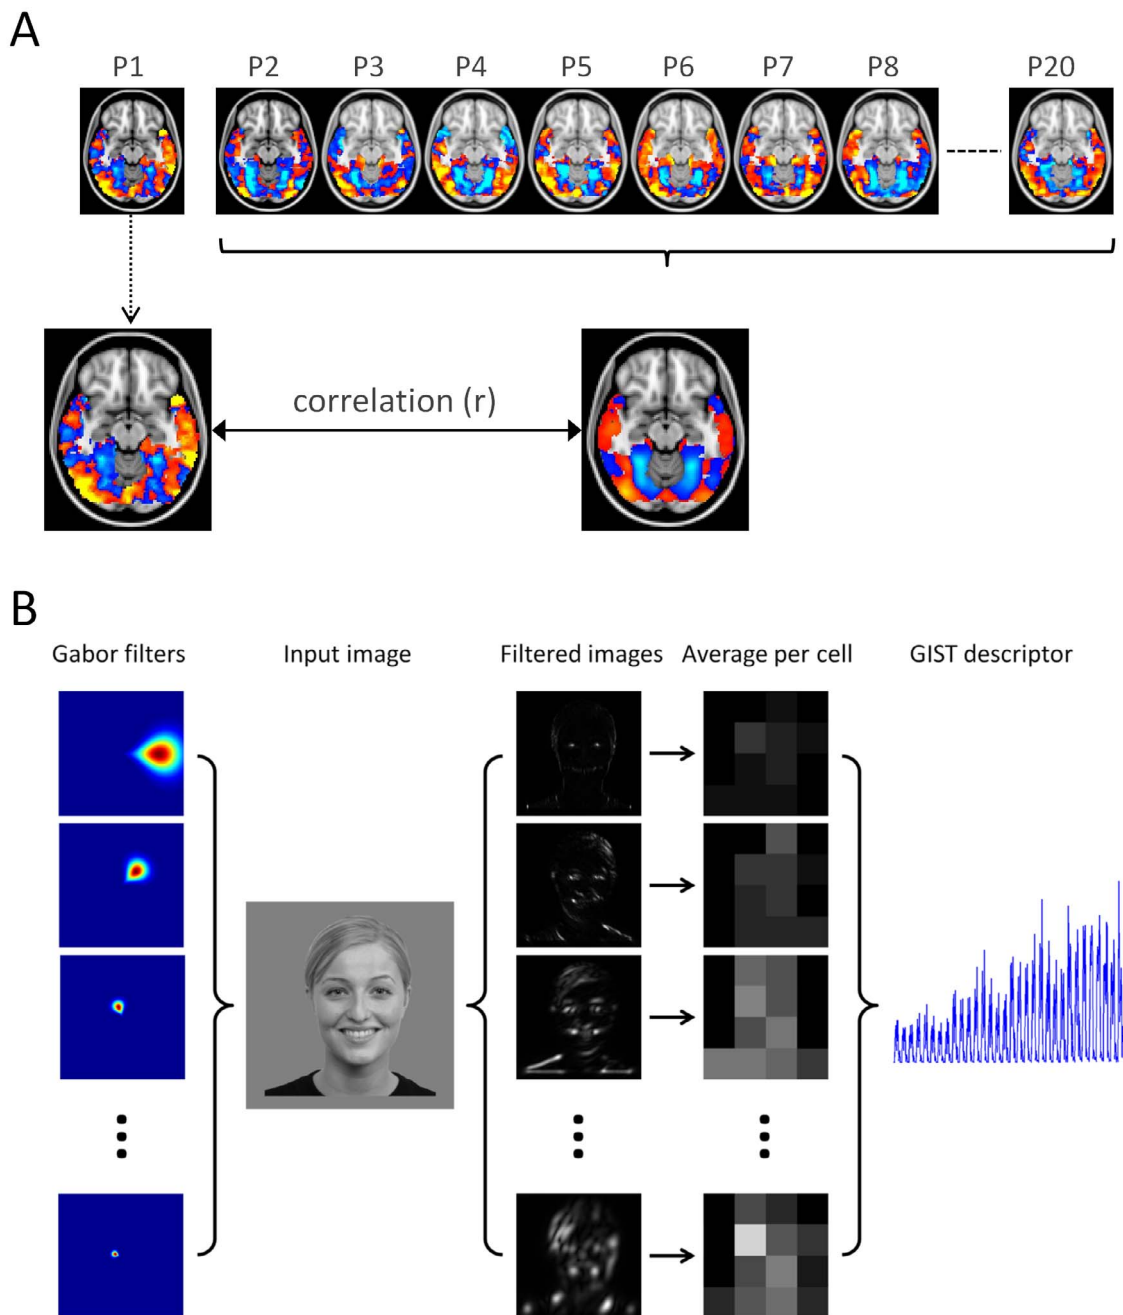 A
P1 P2 P3 P4 P5 P6 P7 P8 P20
correlation (r)
B
Gabor filters Input image Filtered images Average per cell GIST descriptor